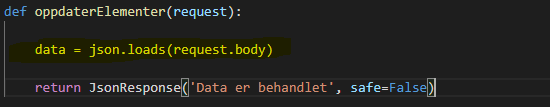 def oppdaterElementer(request):
data = json.loads(request.body)
return JsonResponse('Data er behandlet', safe=False)